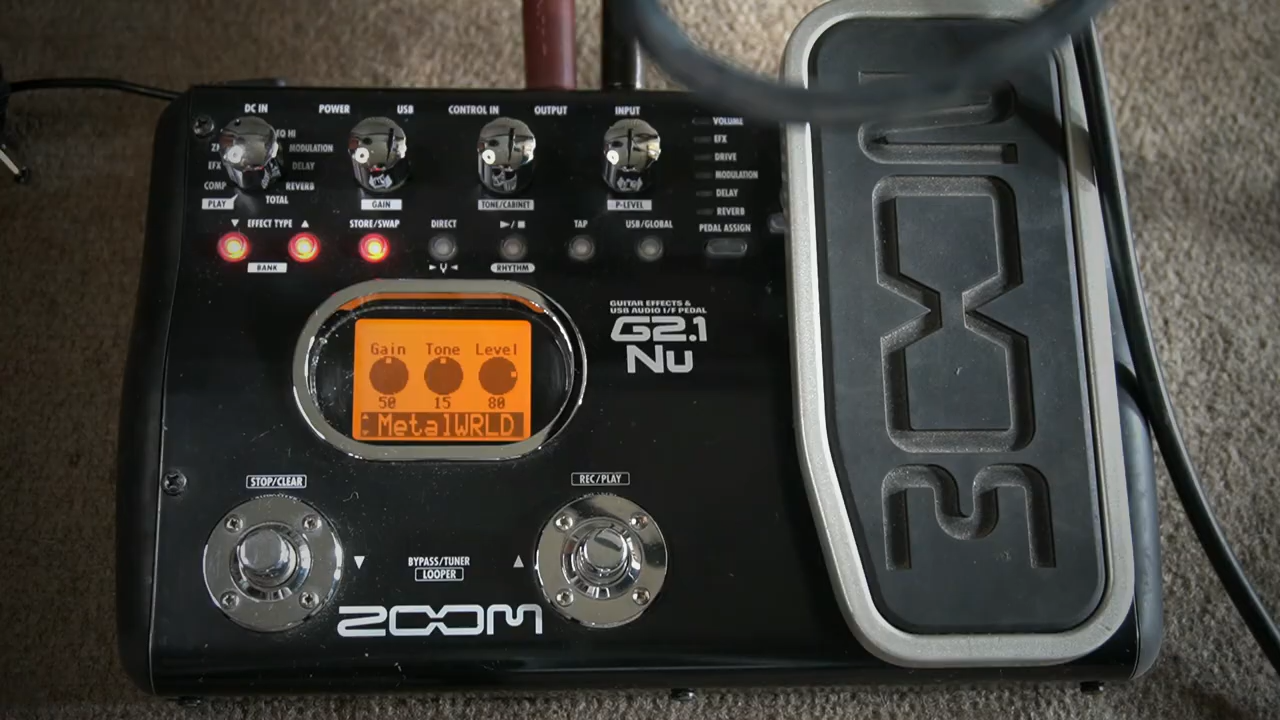 DC IN POWER USB CONTROL IN OUTPUT INPUT
VOLUME
EFX
DRIVE
MODULATION
DELAY
REVERB
PEDAL ASSIGN
MODULATION
EFX DELAY
COMP REVERB
PLAY TOTAL
GAIN TONE/CABINET P-LEVEL
▼ EFFECT TYPE ▲ STORE/SWAP DIRECT ►/■ TAP USB/GLOBAL
BANK ►V◄ RHYTHM
GUITAR EFFECTS &
USB AUDIO I/F PEDAL
G2.1
Nu
Gain Tone Level
50 15 80
MetalWRLD
STOP/CLEAR REC/PLAY
▼ BYPASS/TUNER ▲
LOOPER
ZOOM
ZOOM